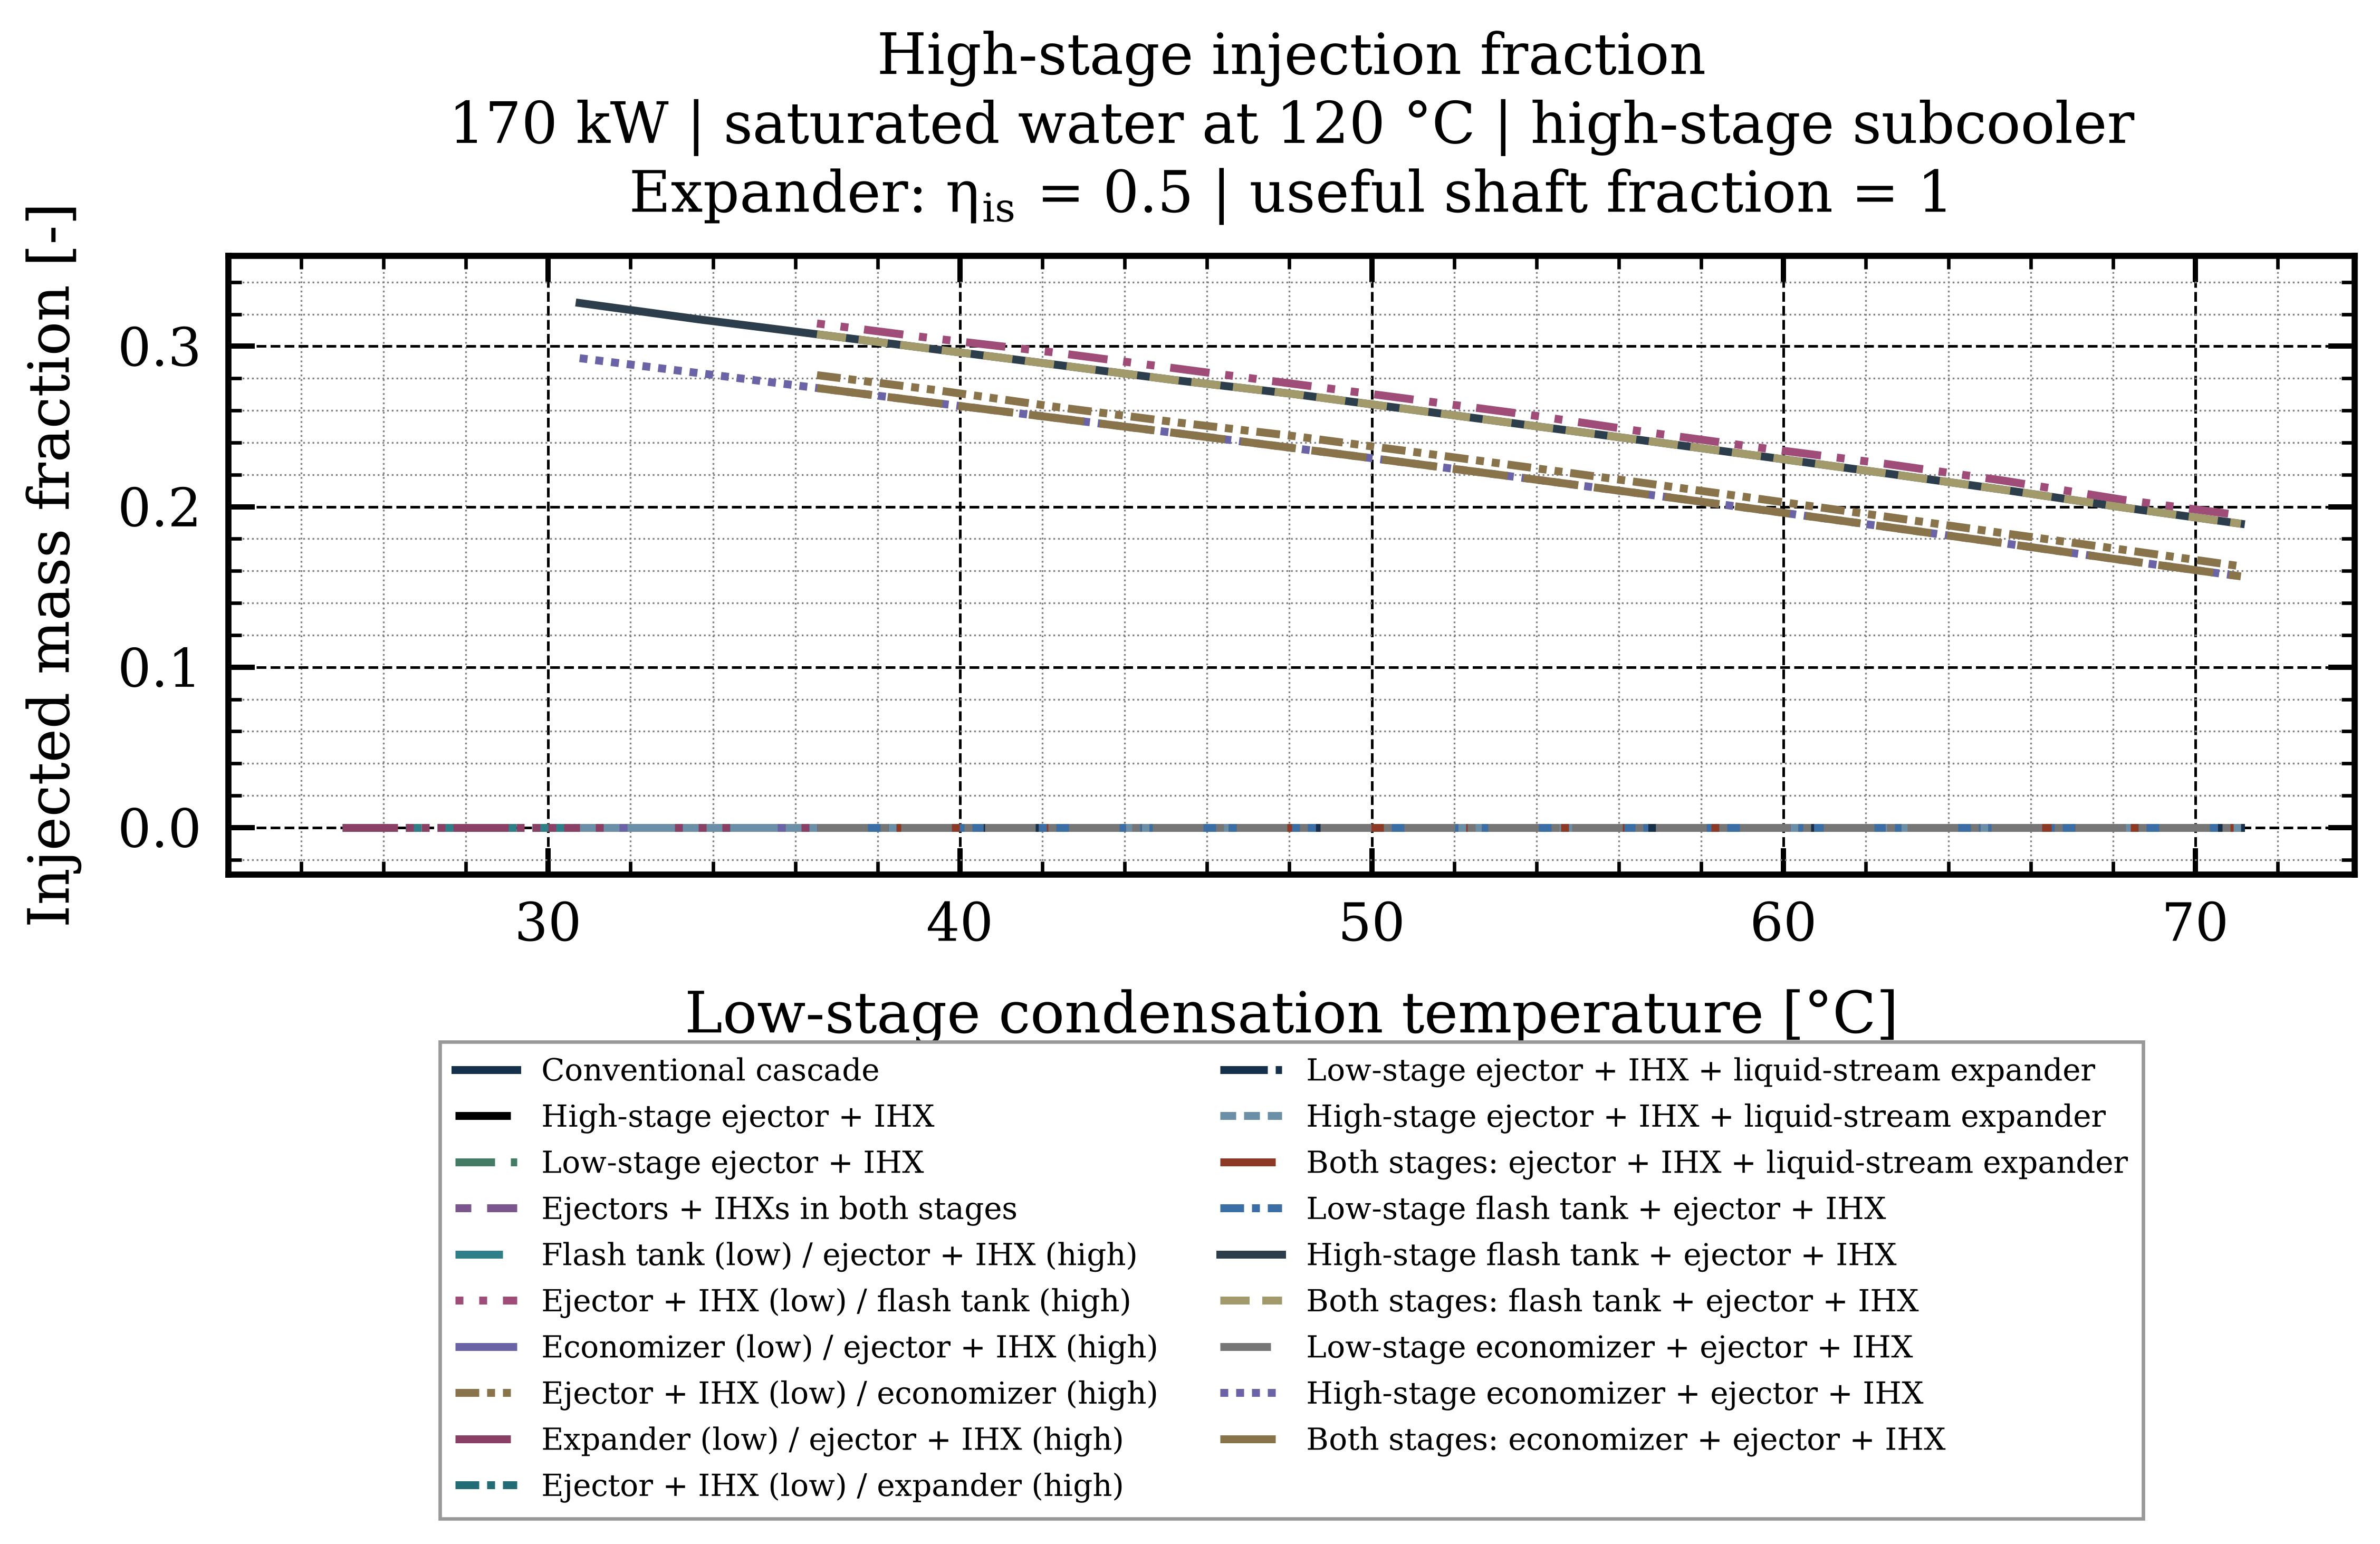 High-stage injection fraction
170 kW | saturated water at 120 °C | high-stage subcooler
Expander: ηis = 0.5 | useful shaft fraction = 1
Injected mass fraction [-]
0.3
0.2
0.1
0.0
30 40 50 60 70
Low-stage condensation temperature [°C]
Conventional cascade
High-stage ejector + IHX
Low-stage ejector + IHX
Ejectors + IHXs in both stages
Flash tank (low) / ejector + IHX (high)
Ejector + IHX (low) / flash tank (high)
Economizer (low) / ejector + IHX (high)
Ejector + IHX (low) / economizer (high)
Expander (low) / ejector + IHX (high)
Ejector + IHX (low) / expander (high)
Low-stage ejector + IHX + liquid-stream expander
High-stage ejector + IHX + liquid-stream expander
Both stages: ejector + IHX + liquid-stream expander
Low-stage flash tank + ejector + IHX
High-stage flash tank + ejector + IHX
Both stages: flash tank + ejector + IHX
Low-stage economizer + ejector + IHX
High-stage economizer + ejector + IHX
Both stages: economizer + ejector + IHX